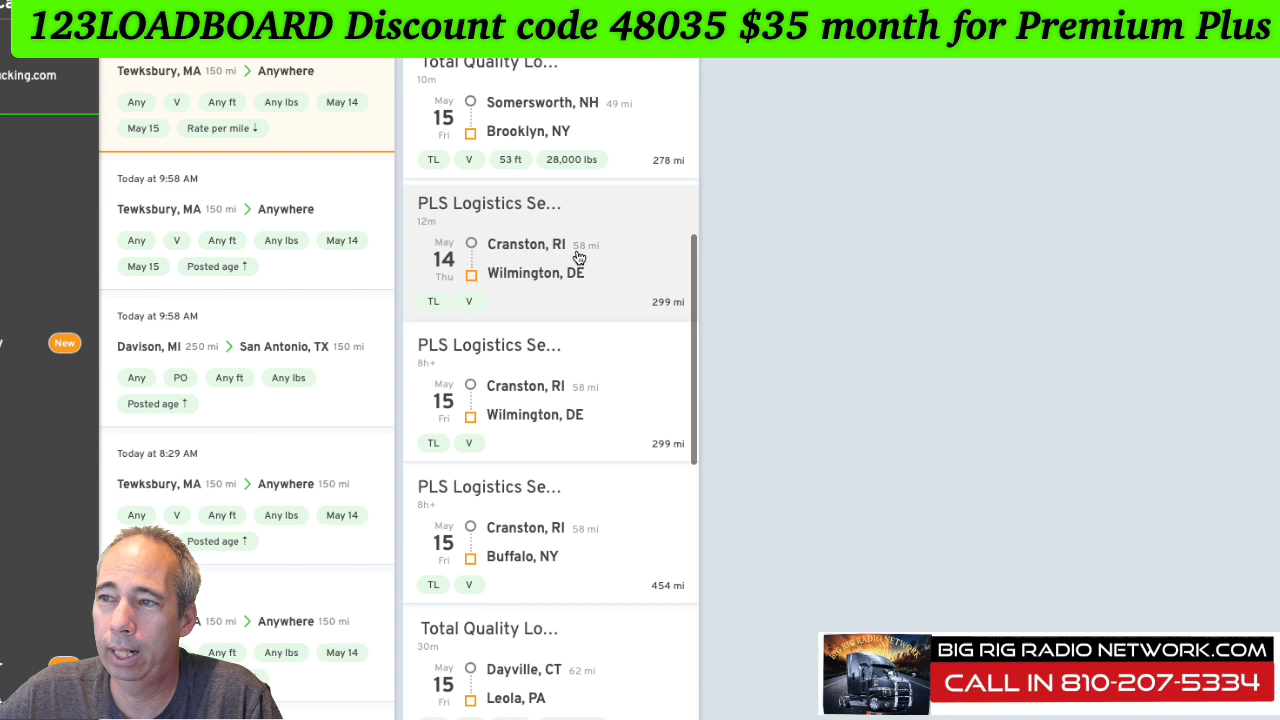 123LOADBOARD Discount code 48035 $35 month for Premium Plus
cking.com
New
Tewksbury, MA 150 mi > Anywhere
Any V Any ft Any lbs May 14
May 15 Rate per mile ↓
Today at 9:58 AM
Tewksbury, MA 150 mi > Anywhere
Any V Any ft Any lbs May 14
May 15 Posted age ↑
Today at 9:58 AM
Davison, MI 250 mi > San Antonio, TX 150 mi
Any PO Any ft Any lbs
Posted age ↑
Today at 8:29 AM
Tewksbury, MA 150 mi > Anywhere 150 mi
Any V Any ft Any lbs May 14
Posted age ↑
A 150 mi > Anywhere 150 mi
Any ft Any lbs May 14
Total Quality Lo...
10m
May 15 Fri
Somersworth, NH 49 mi
Brooklyn, NY
TL V 53 ft 28,000 lbs 278 mi
PLS Logistics Se...
12m
May 14 Thu
Cranston, RI 58 mi
Wilmington, DE
TL V 299 mi
PLS Logistics Se...
8h+
May 15 Fri
Cranston, RI 58 mi
Wilmington, DE
TL V 299 mi
PLS Logistics Se...
8h+
May 15 Fri
Cranston, RI 58 mi
Buffalo, NY
TL V 454 mi
Total Quality Lo...
30m
May 15 Fri
Dayville, CT 62 mi
Leola, PA
BIG RIG RADIO NETWORK.COM
CALL IN 810-207-5334